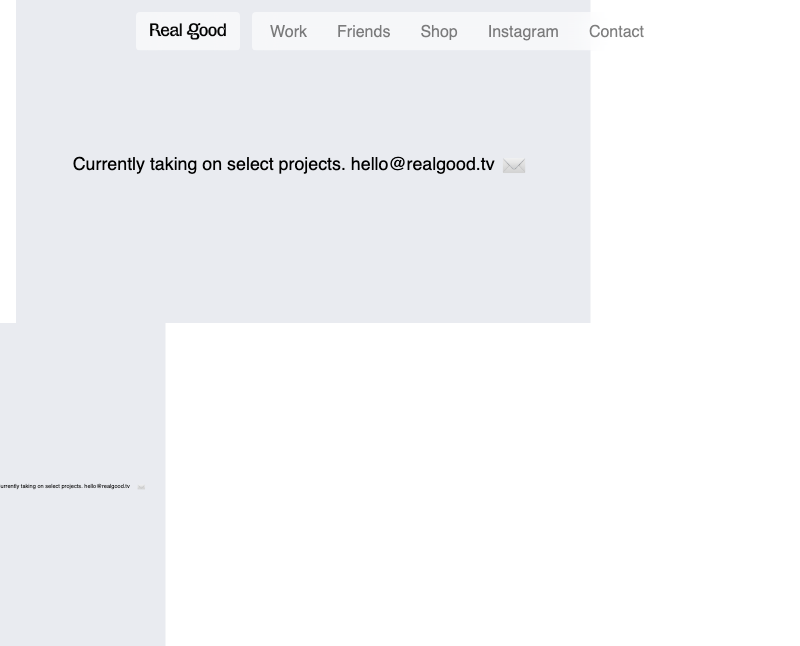 Real good
Work Friends Shop Instagram Contact
Currently taking on select projects. hello@realgood.tv
urrently taking on select projects. hello@realgood.tv